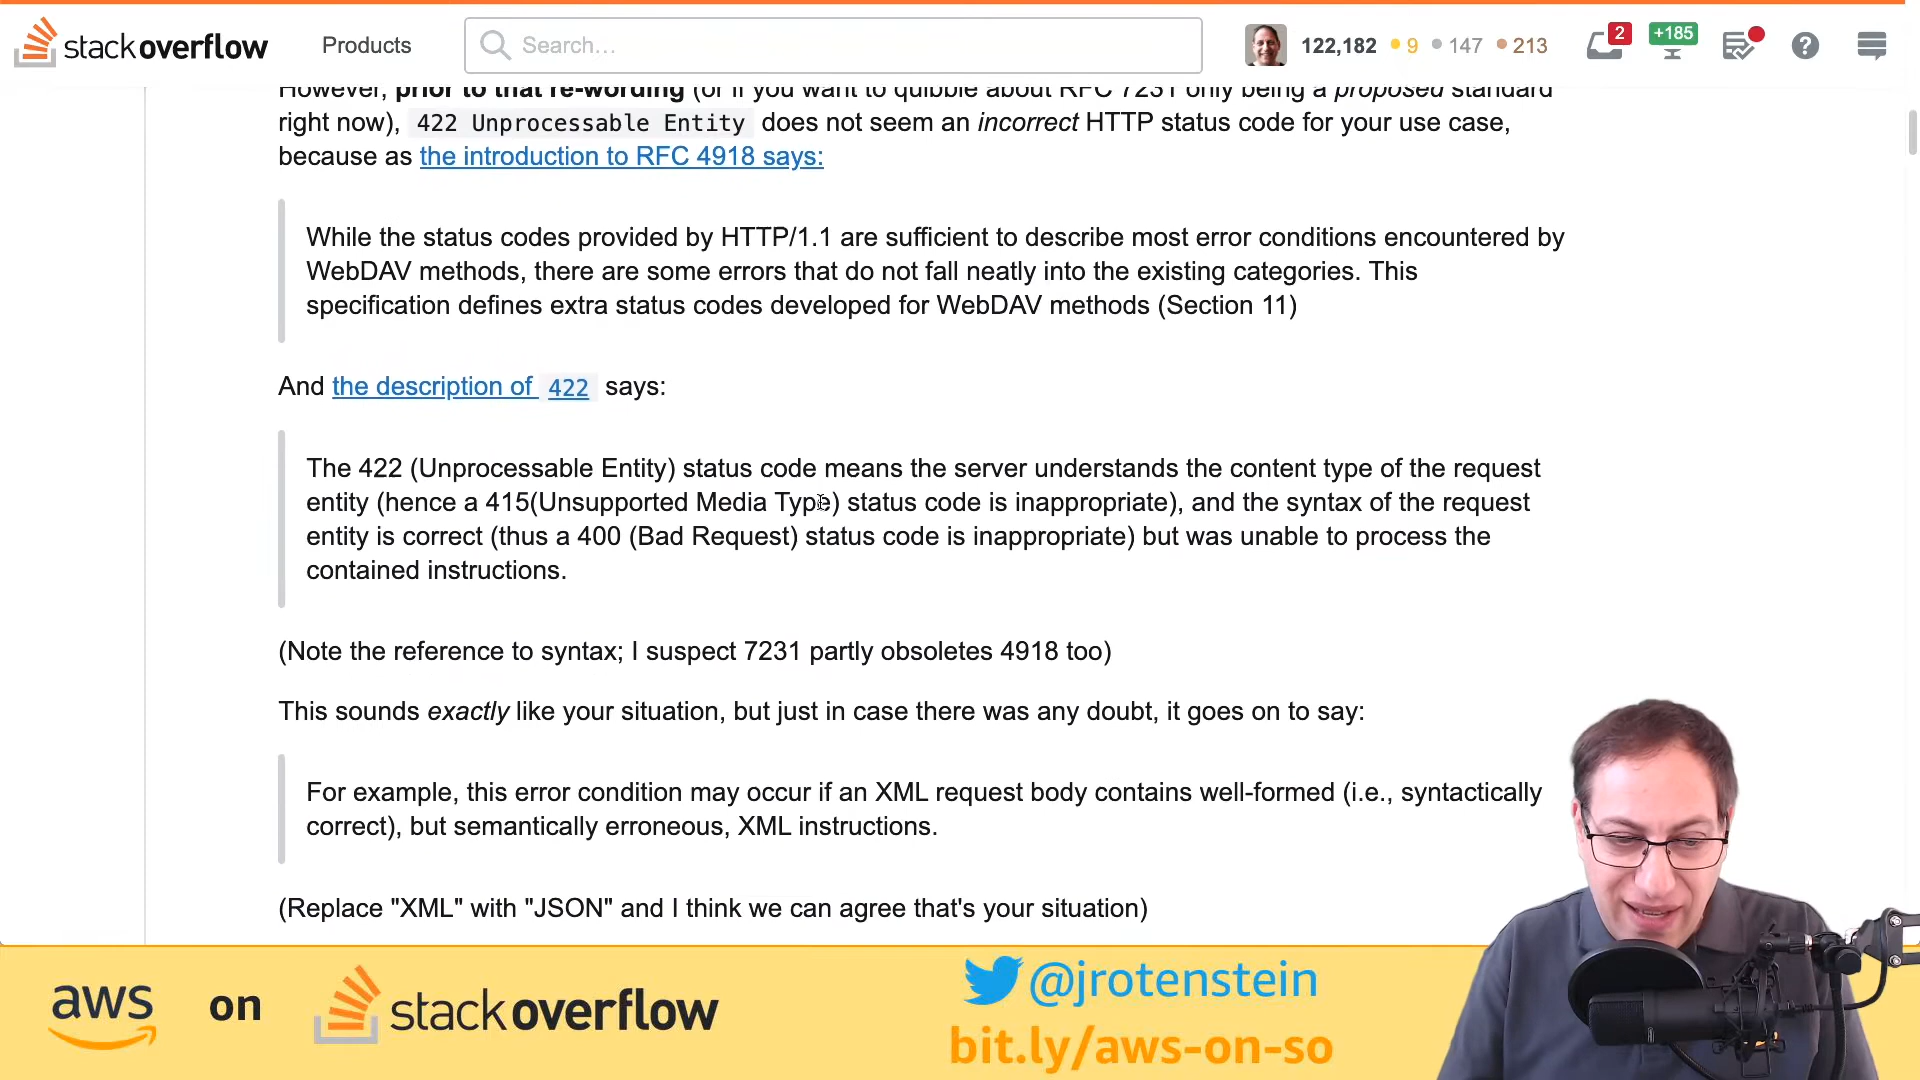 stackoverflow Products Search... 122,182 9 147 213 2 +185
However, prior to that re-wording (or if you want to quibble about RFC 7231 only being a proposed standard
right now), 422 Unprocessable Entity does not seem an incorrect HTTP status code for your use case,
because as the introduction to RFC 4918 says:
While the status codes provided by HTTP/1.1 are sufficient to describe most error conditions encountered by
WebDAV methods, there are some errors that do not fall neatly into the existing categories. This
specification defines extra status codes developed for WebDAV methods (Section 11)
And the description of 422 says:
The 422 (Unprocessable Entity) status code means the server understands the content type of the request
entity (hence a 415(Unsupported Media Type) status code is inappropriate), and the syntax of the request
entity is correct (thus a 400 (Bad Request) status code is inappropriate) but was unable to process the
contained instructions.
(Note the reference to syntax; I suspect 7231 partly obsoletes 4918 too)
This sounds exactly like your situation, but just in case there was any doubt, it goes on to say:
For example, this error condition may occur if an XML request body contains well-formed (i.e., syntactically
correct), but semantically erroneous, XML instructions.
(Replace "XML" with "JSON" and I think we can agree that's your situation)
aws on stackoverflow
@jrotenstein
bit.ly/aws-on-so